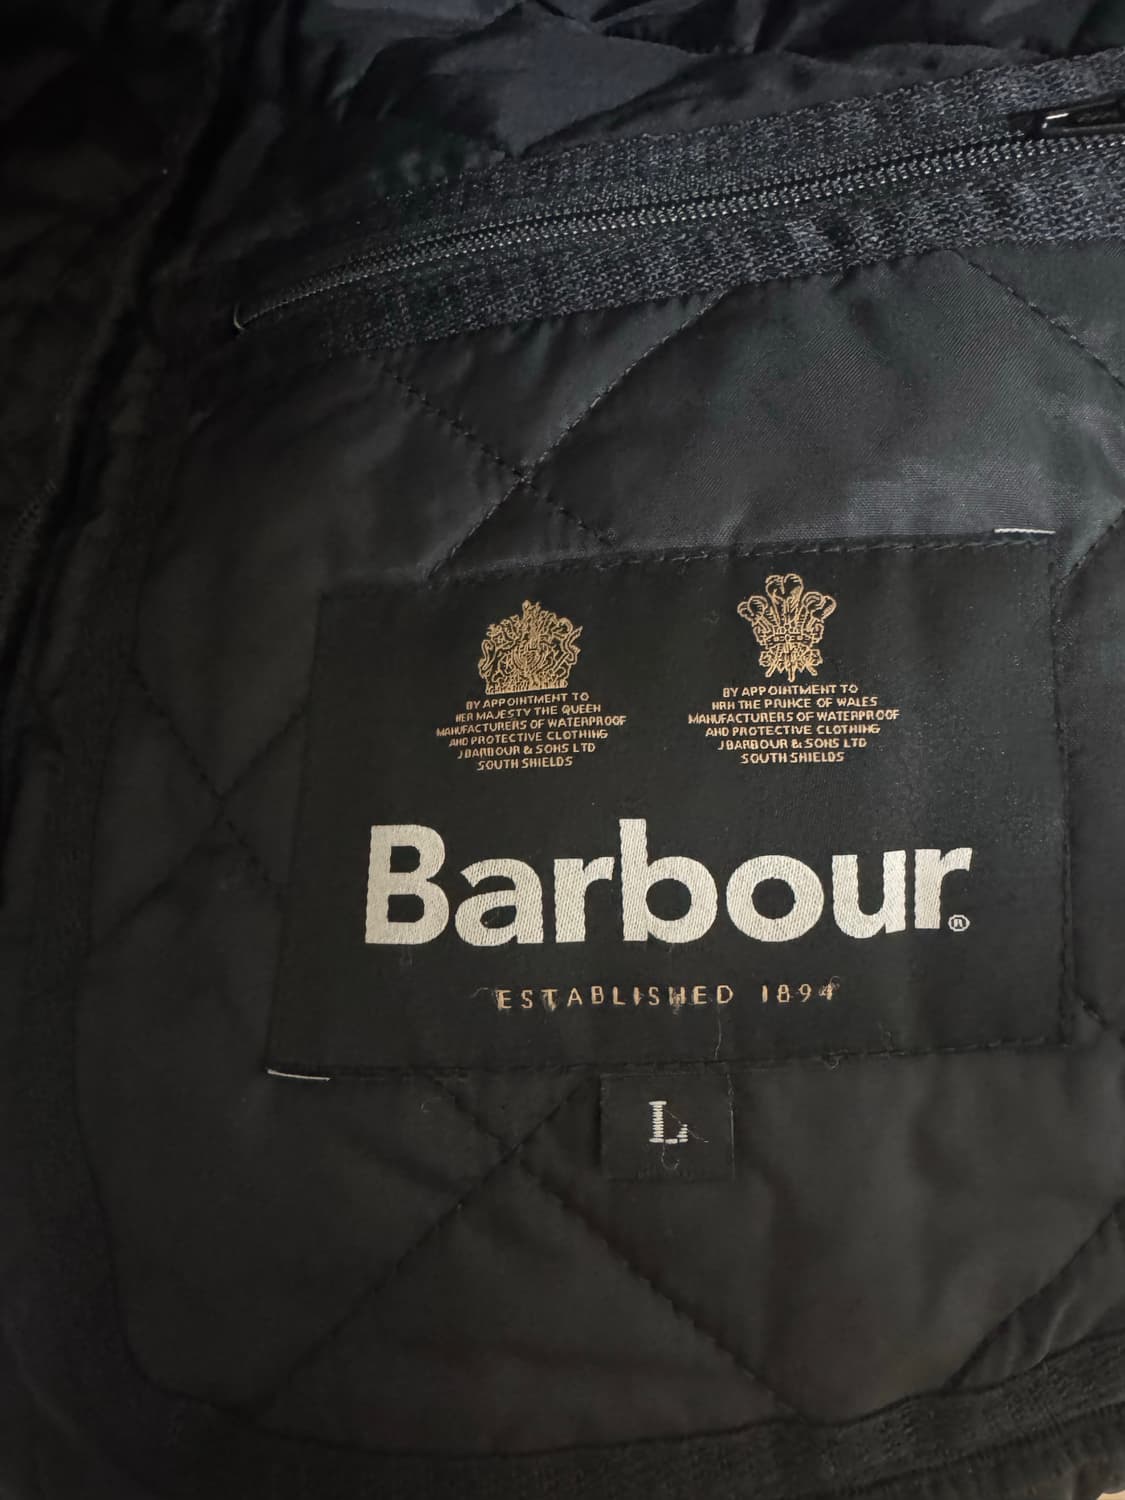 BY APPOINTMENT TO
HER MAJESTY THE QUEEN
MANUFACTURERS OF WATERPROOF
AND PROTECTIVE CLOTHING
J BARBOUR & SONS LTD
SOUTH SHIELDS
BY APPOINTMENT TO
HRH THE PRINCE OF WALES
MANUFACTURERS OF WATERPROOF
AND PROTECTIVE CLOTHING
J BARBOUR & SONS LTD
SOUTH SHIELDS
Barbour®
ESTABLISHED 1894
L